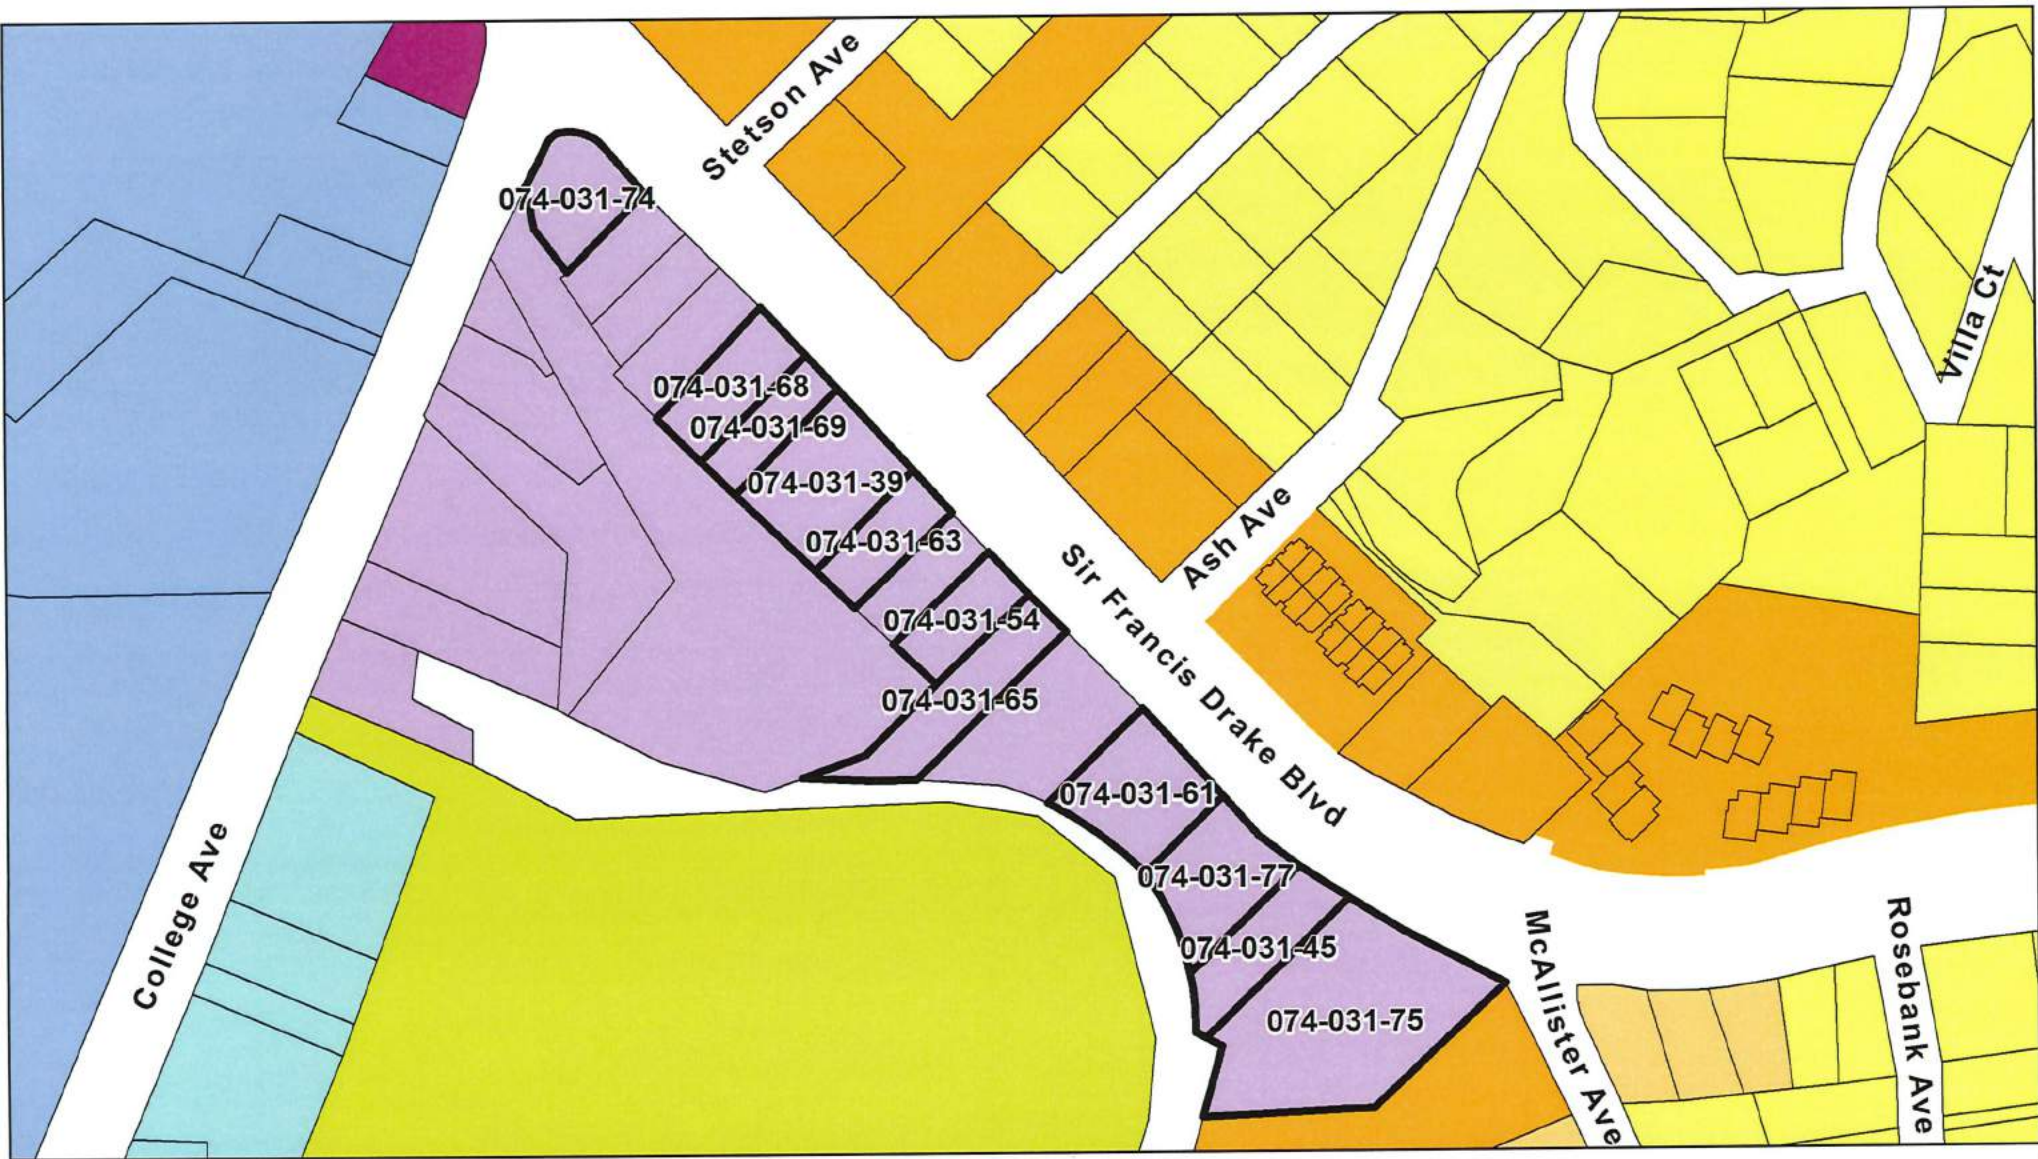 Stetson Ave
074-031-74
Villa Ct
074-031-68
074-031-69
074-031-39
074-031-63
Ash Ave
074-031-54
Sir Francis Drake Blvd
074-031-65
074-031-61
074-031-77
College Ave
074-031-45
074-031-75
McAllister Ave
Rosebank Ave